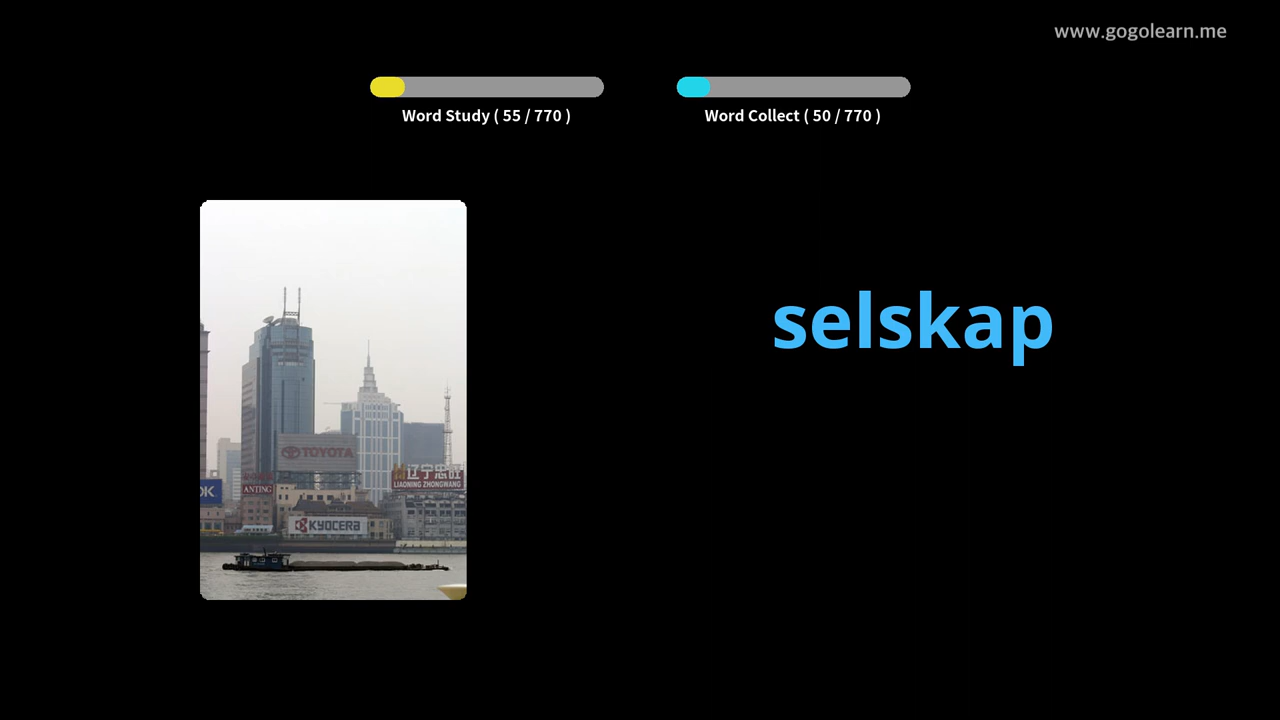 www.gogolearn.me
Word Study ( 55 / 770 )
Word Collect ( 50 / 770 )
selskap
TOYOTA
辽宁忠旺
LIAONING ZHONGWANG
ANTING
KYOCERA